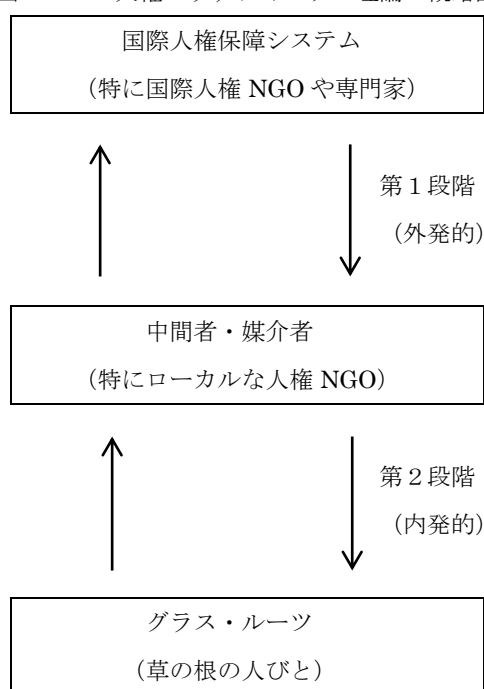 国際人権保障システム
（特に国際人権 NGO や専門家）
第１段階
（外発的）
中間者・媒介者
（特にローカルな人権 NGO）
第２段階
（内発的）
グラス・ルーツ
（草の根の人びと）